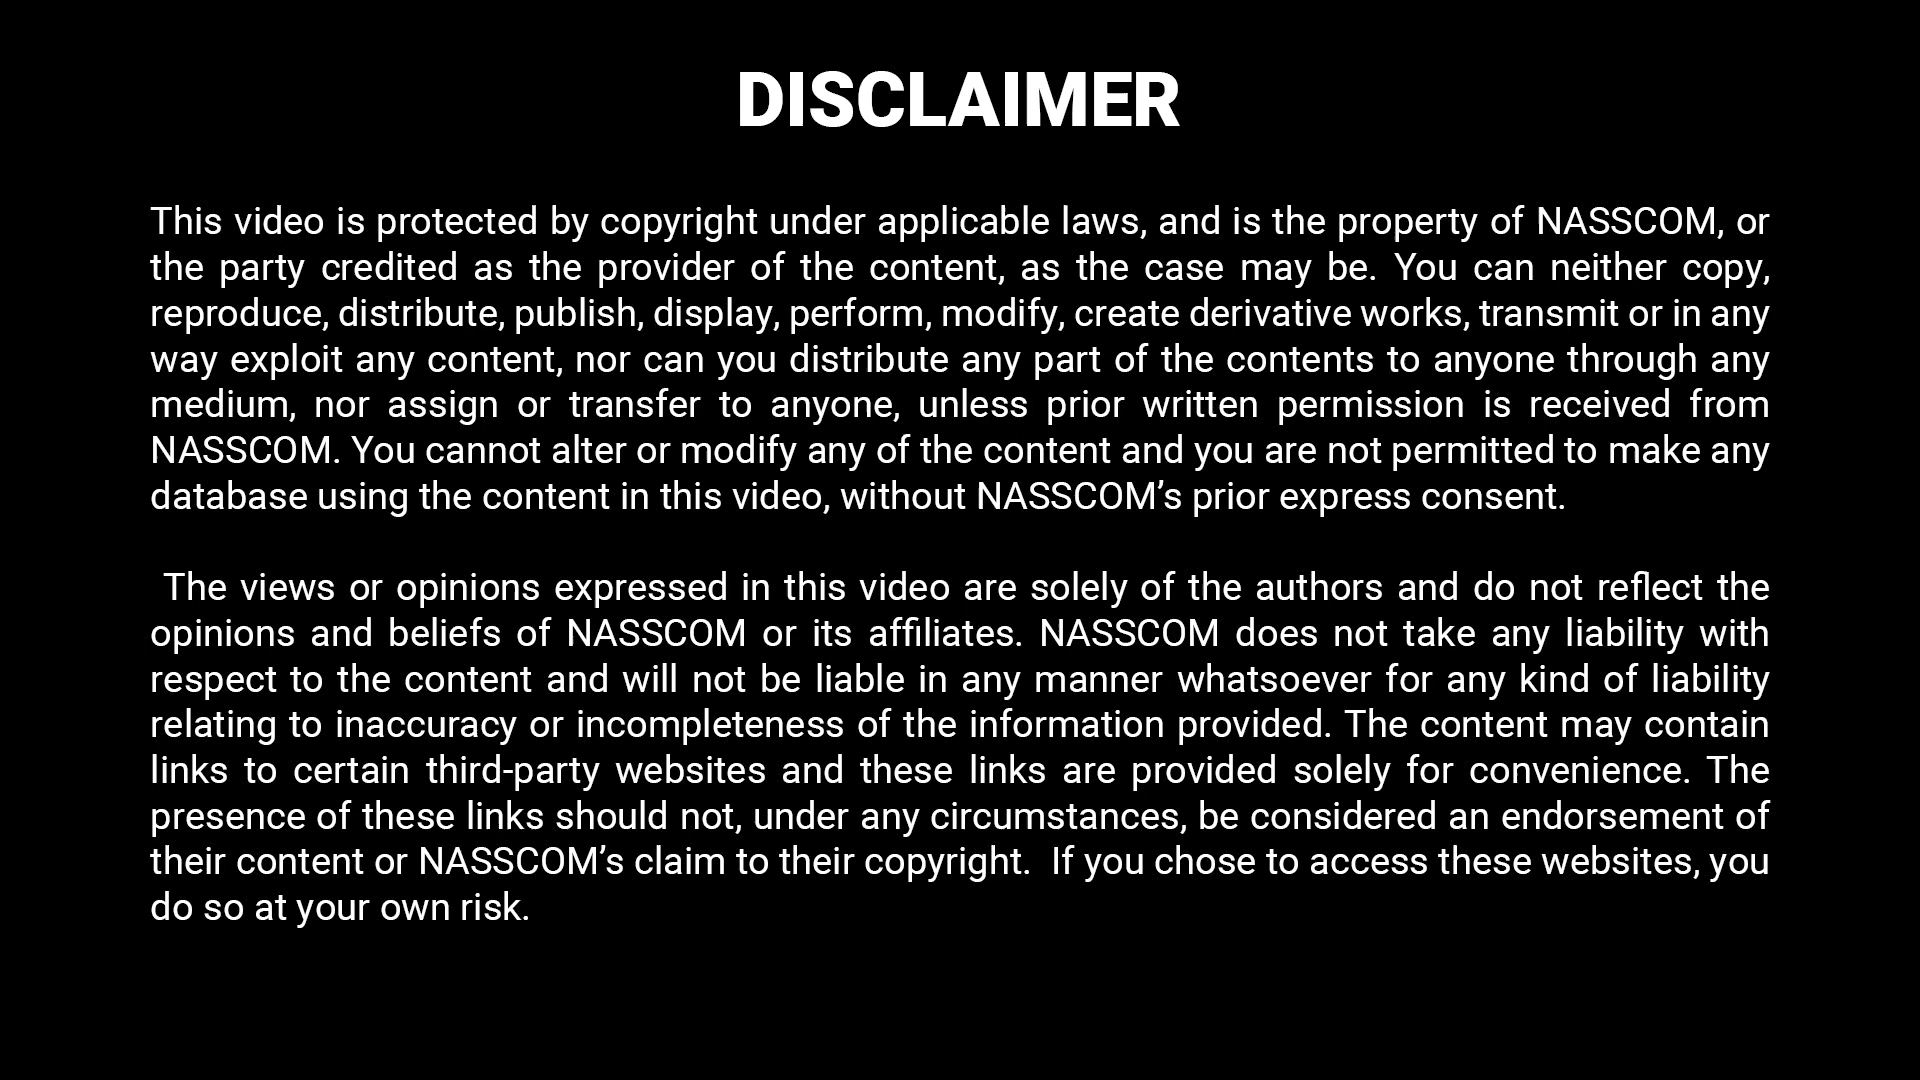 DISCLAIMER
This video is protected by copyright under applicable laws, and is the property of NASSCOM, or
the party credited as the provider of the content, as the case may be. You can neither copy,
reproduce, distribute, publish, display, perform, modify, create derivative works, transmit or in any
way exploit any content, nor can you distribute any part of the contents to anyone through any
medium, nor assign or transfer to anyone, unless prior written permission is received from
NASSCOM. You cannot alter or modify any of the content and you are not permitted to make any
database using the content in this video, without NASSCOM’s prior express consent.
The views or opinions expressed in this video are solely of the authors and do not reflect the
opinions and beliefs of NASSCOM or its affiliates. NASSCOM does not take any liability with
respect to the content and will not be liable in any manner whatsoever for any kind of liability
relating to inaccuracy or incompleteness of the information provided. The content may contain
links to certain third-party websites and these links are provided solely for convenience. The
presence of these links should not, under any circumstances, be considered an endorsement of
their content or NASSCOM’s claim to their copyright.  If you chose to access these websites, you
do so at your own risk.